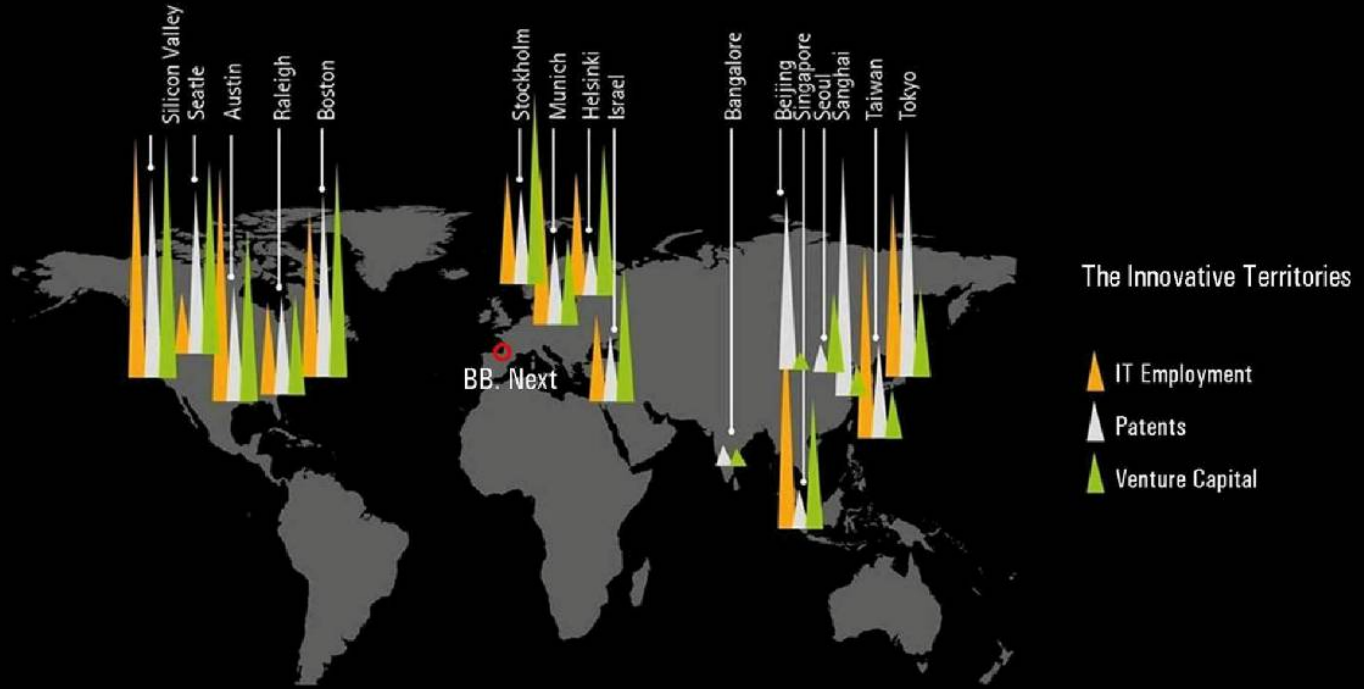 Silicon Valley
Seatle
Austin
Raleigh
Boston
Stockholm
Munich
Helsinki
Israel
Bangalore
Beijing
Singapore
Seoul
Sanghai
Taiwan
Tokyo
The Innovative Territories
IT Employment
BB. Next
Patents
Venture Capital